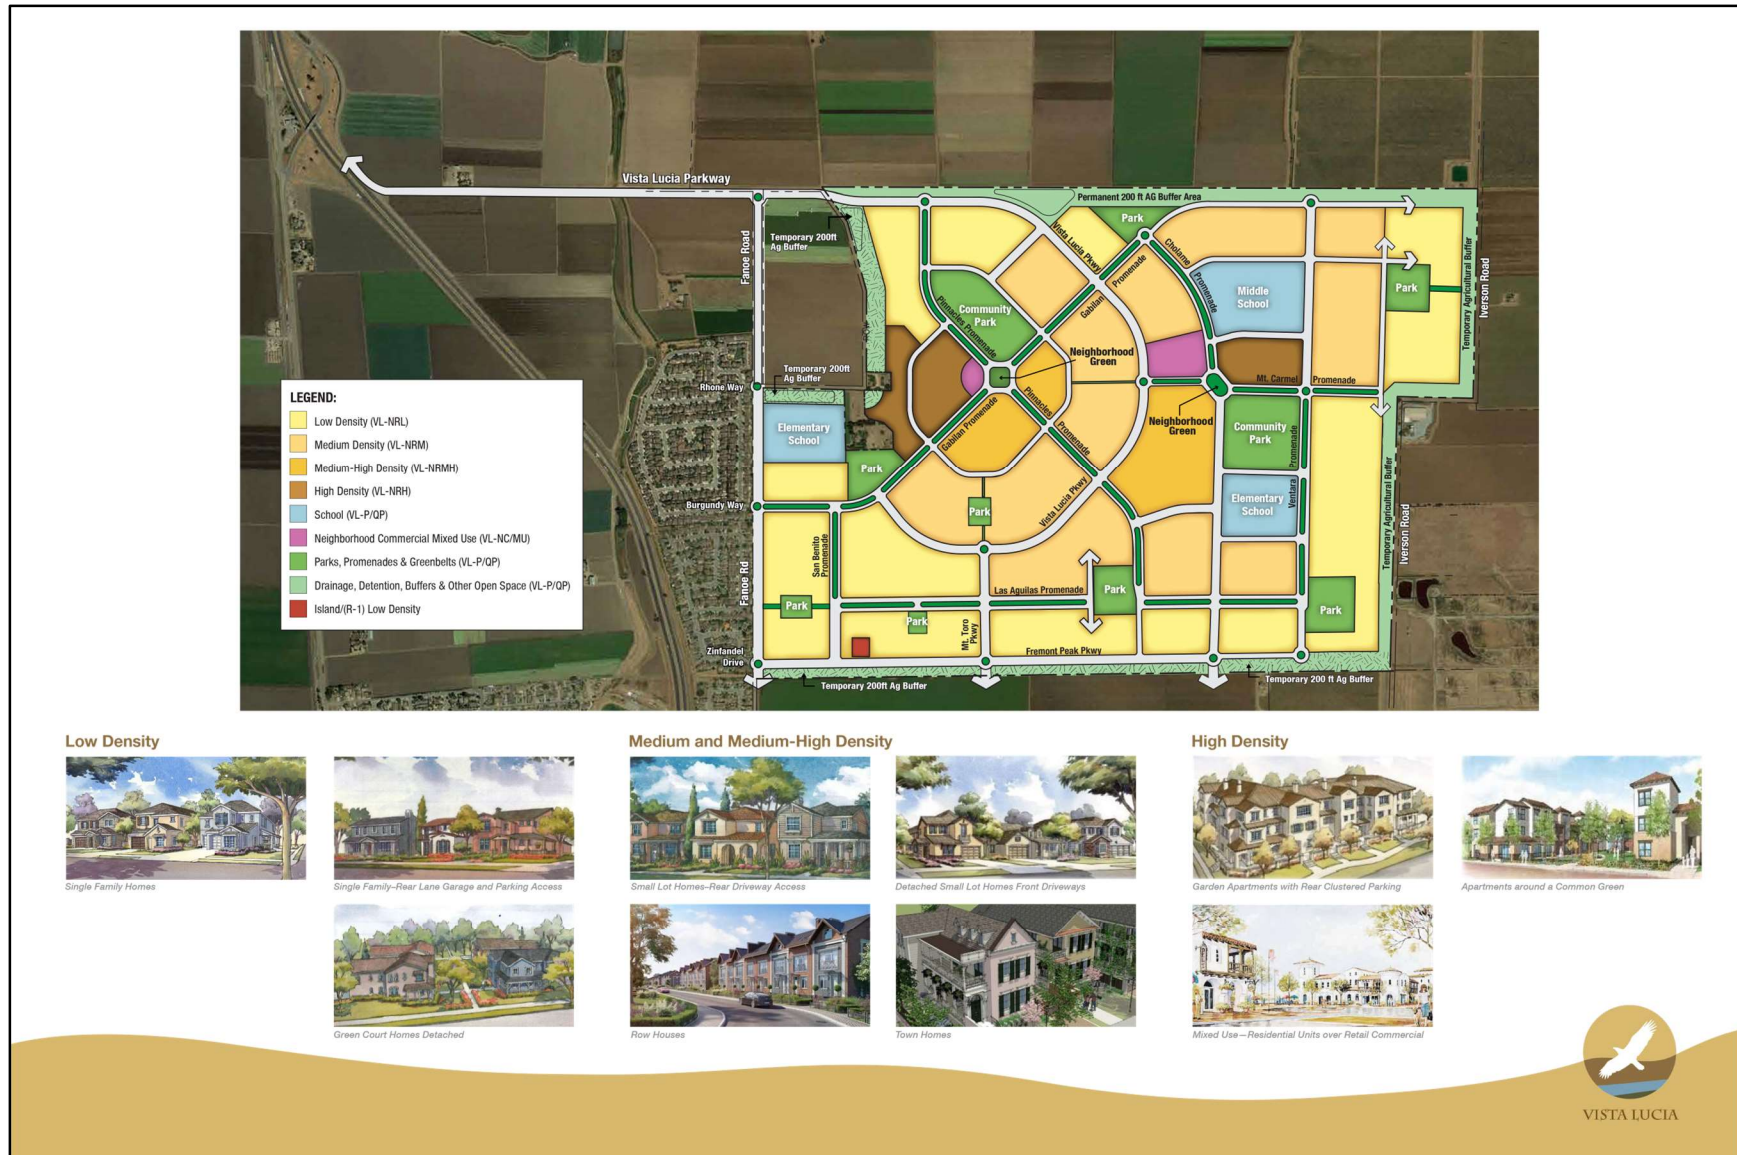 Vista Lucia Parkway
Permanent 200 ft AG Buffer Area
Park
Temporary 200ft
Ag Buffer
Fanoe Road
Vista Lucia Pkwy
Cholame
Promenade
Gabilan
Promenade
Middle
School
Park
Temporary Agricultural Buffer
Iverson Road
Community
Park
Pinnacles Promenade
Neighborhood
Green
Temporary 200ft
Ag Buffer
Rhone Way
Mt. Carmel
Promenade
Pinnacles
Promenade
Gabilan Promenade
Neighborhood
Green
Elementary
School
Community
Park
Promenade
Ventara
Park
Temporary Agricultural Buffer
Iverson Road
Elementary
School
Burgundy Way
Park
Vista Lucia Pkwy
San Benito
Promenade
Fanoe Rd
Las Aguilas Promenade
Park
Park
Park
Park
Mt. Toro
Pkwy
Fremont Peak Pkwy
Zinfandel
Drive
Temporary 200ft Ag Buffer
Temporary 200 ft Ag Buffer
LEGEND:
Low Density (VL-NRL)
Medium Density (VL-NRM)
Medium-High Density (VL-NRMH)
High Density (VL-NRH)
School (VL-P/QP)
Neighborhood Commercial Mixed Use (VL-NC/MU)
Parks, Promenades & Greenbelts (VL-P/QP)
Drainage, Detention, Buffers & Other Open Space (VL-P/QP)
Island/(R-1) Low Density
Low Density
Single Family Homes
Single Family–Rear Lane Garage and Parking Access
Green Court Homes Detached
Medium and Medium-High Density
Small Lot Homes–Rear Driveway Access
Detached Small Lot Homes Front Driveways
Row Houses
Town Homes
High Density
Garden Apartments with Rear Clustered Parking
Apartments around a Common Green
Mixed Use—Residential Units over Retail Commercial
VISTA LUCIA